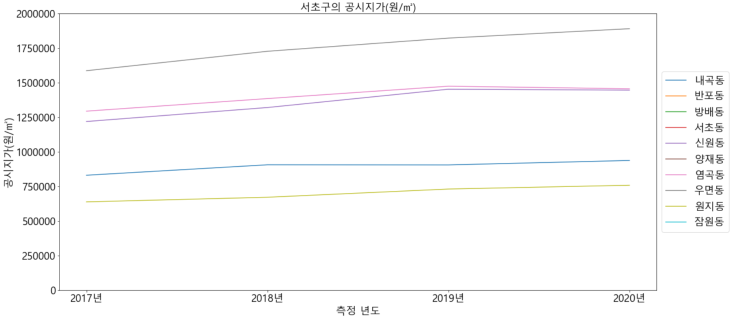 서초구의 공시지가(원/㎡)
2000000
1750000
1500000
1250000
1000000
750000
500000
250000
0
공시지가(원/㎡)
2017년
2018년
2019년
2020년
측정 년도
내곡동
반포동
방배동
서초동
신원동
양재동
염곡동
우면동
원지동
잠원동